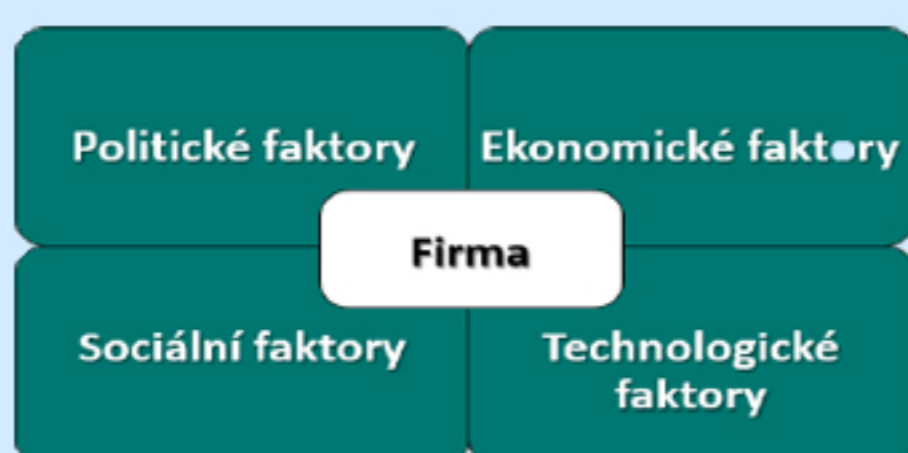 Politické faktory
Ekonomické faktory
Firma
Sociální faktory
Technologické
faktory